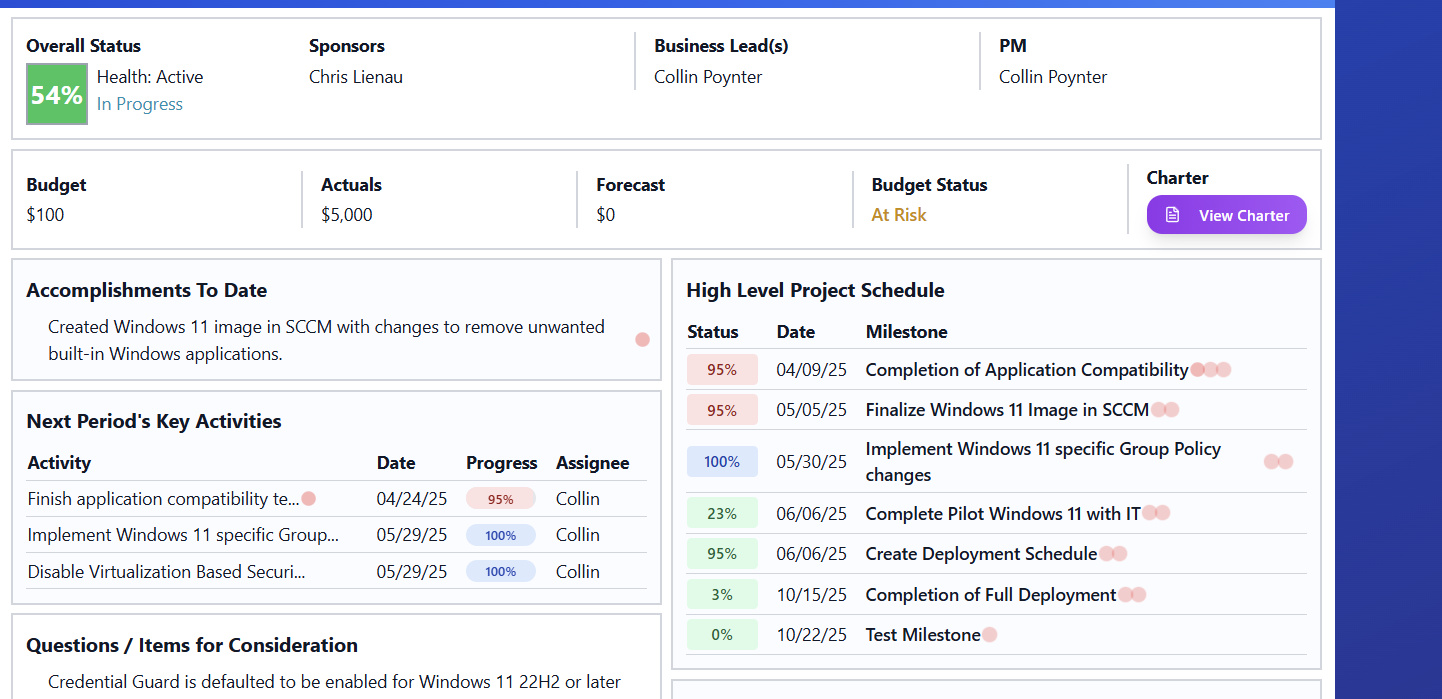 Overall Status
54%
Health: Active
In Progress
Sponsors
Chris Lienau
Business Lead(s)
Collin Poynter
PM
Collin Poynter
Budget
$100
Actuals
$5,000
Forecast
$0
Budget Status
At Risk
Charter
View Charter
Accomplishments To Date
Created Windows 11 image in SCCM with changes to remove unwanted
built-in Windows applications.
Next Period's Key Activities
Activity Date Progress Assignee
Finish application compatibility te... 04/24/25 95% Collin
Implement Windows 11 specific Group... 05/29/25 100% Collin
Disable Virtualization Based Securi... 05/29/25 100% Collin
Questions / Items for Consideration
Credential Guard is defaulted to be enabled for Windows 11 22H2 or later
High Level Project Schedule
Status Date Milestone
95% 04/09/25 Completion of Application Compatibility
95% 05/05/25 Finalize Windows 11 Image in SCCM
100% 05/30/25 Implement Windows 11 specific Group Policy
changes
23% 06/06/25 Complete Pilot Windows 11 with IT
95% 06/06/25 Create Deployment Schedule
3% 10/15/25 Completion of Full Deployment
0% 10/22/25 Test Milestone